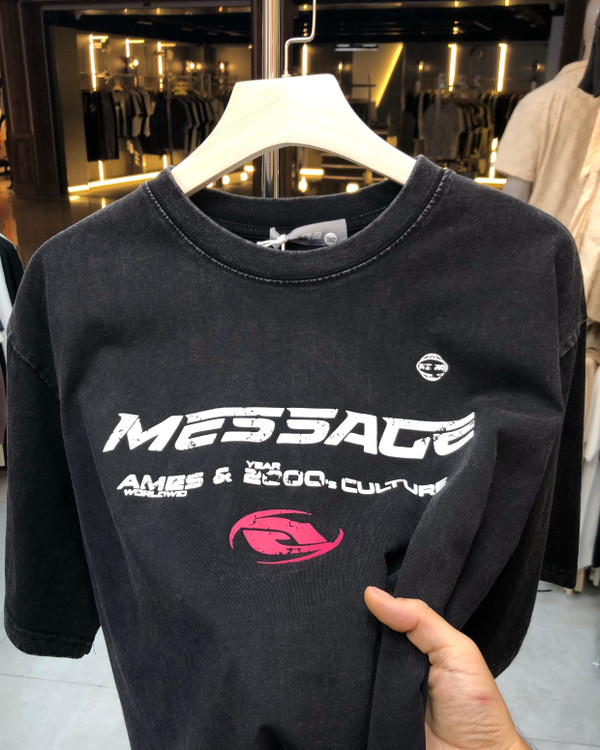 MESSAGE
AMES & YEAR 2000s CULTURE
WORLDWID